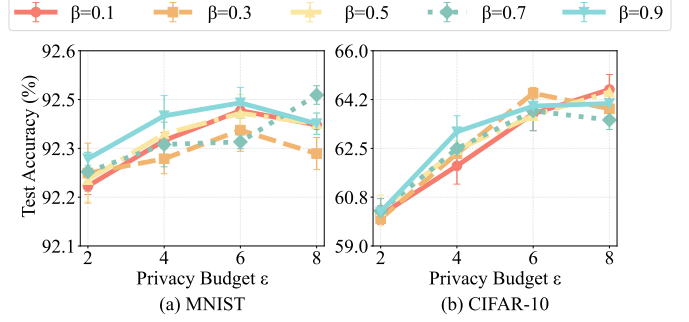 β=0.1 β=0.3 β=0.5 β=0.7 β=0.9
Test Accuracy (%)
92.6
92.5
92.3
92.2
92.1
2 4 6 8
Privacy Budget ε
(a) MNIST
66.0
64.2
62.5
60.8
59.0
2 4 6 8
Privacy Budget ε
(b) CIFAR-10